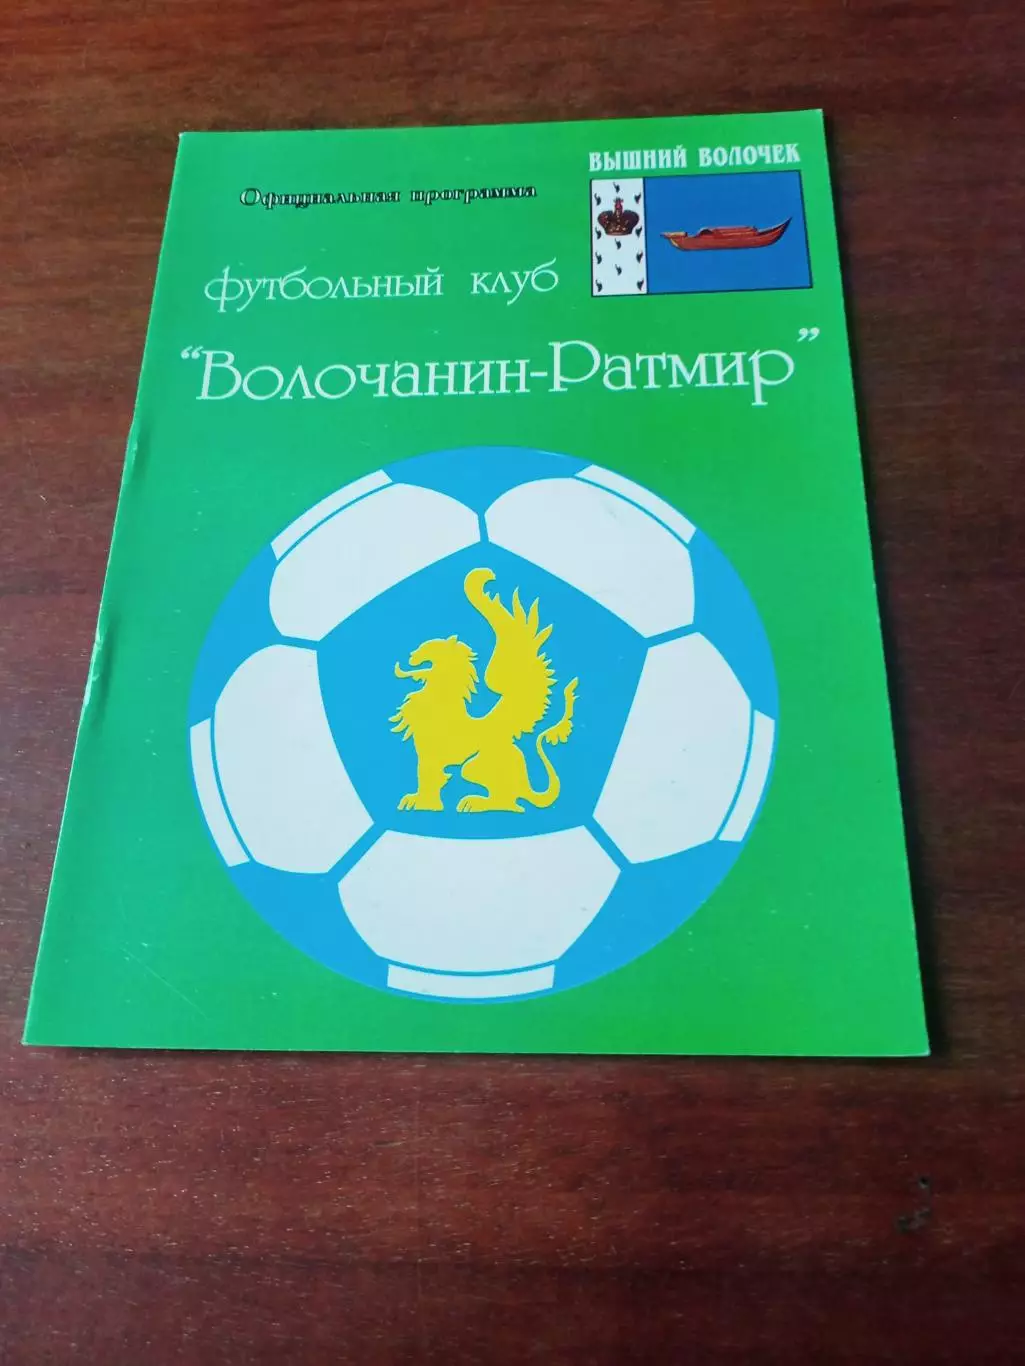 ВЫШНИЙ ВОЛОЧЕК
Официальная программа
футбольный клуб
“Волочанин-Ратмир”